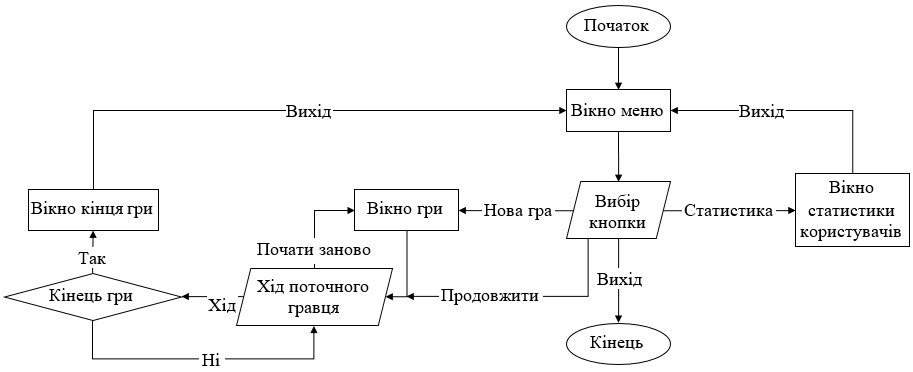 Початок
Вихід
Вікно меню
Вихід
Вікно кінця гри
Вікно гри
Нова гра
Вибір
кнопки
Статистика
Вікно
статистики
користувачів
Так
Почати заново
Кінець гри
Хід
Хід поточного
гравця
Продовжити
Вихід
Ні
Кінець